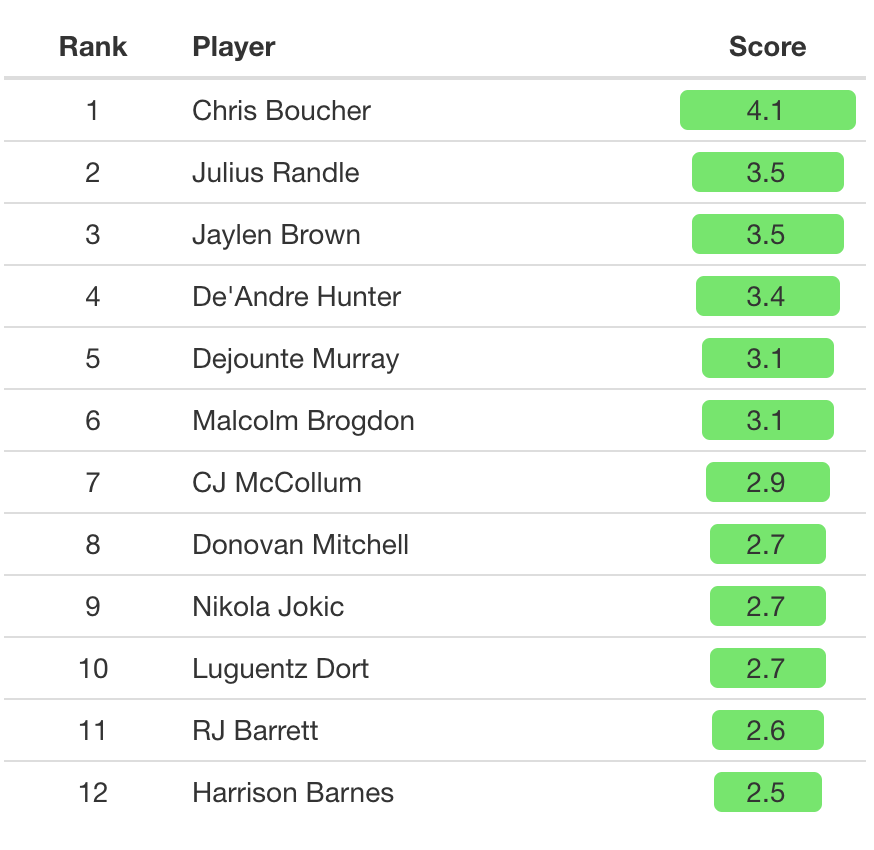 Rank Player Score
1 Chris Boucher 4.1
2 Julius Randle 3.5
3 Jaylen Brown 3.5
4 De'Andre Hunter 3.4
5 Dejounte Murray 3.1
6 Malcolm Brogdon 3.1
7 CJ McCollum 2.9
8 Donovan Mitchell 2.7
9 Nikola Jokic 2.7
10 Luguentz Dort 2.7
11 RJ Barrett 2.6
12 Harrison Barnes 2.5